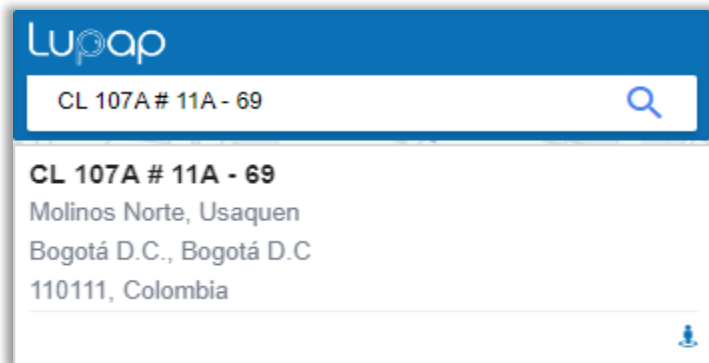 Lupap
CL 107A # 11A - 69
CL 107A # 11A - 69
Molinos Norte, Usaquen
Bogotá D.C., Bogotá D.C
110111, Colombia